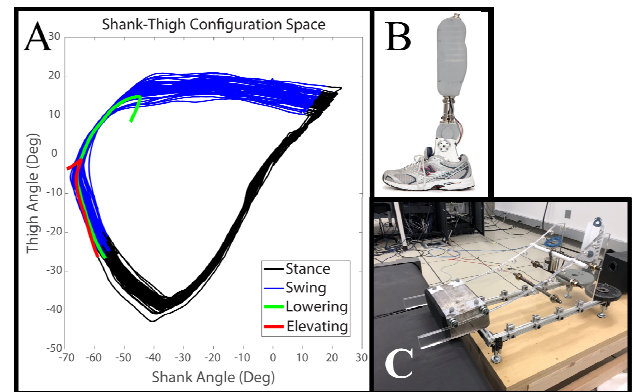 Shank-Thigh Configuration Space
A
30
20
10
0
-10
-20
-30
-40
-50
Thigh Angle (Deg)
-70
-60
-50
-40
-30
-20
-10
0
10
20
30
Shank Angle (Deg)
Stance
Swing
Lowering
Elevating
B
C